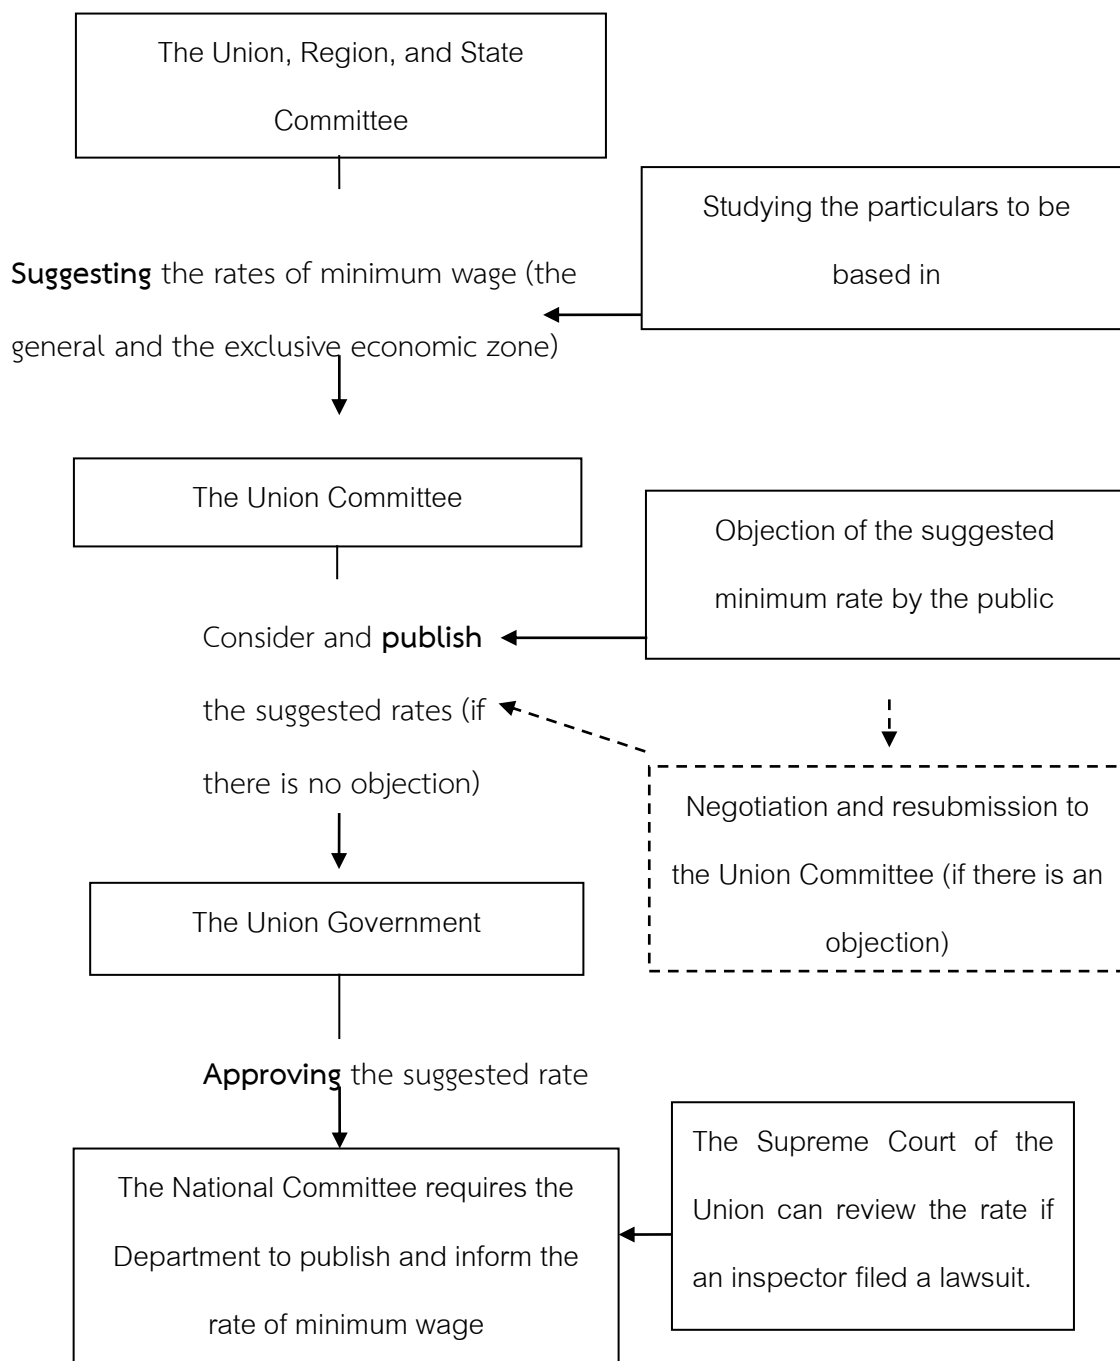 The Union, Region, and State
Committee
Studying the particulars to be
based in
Suggesting the rates of minimum wage (the
general and the exclusive economic zone)
The Union Committee
Objection of the suggested
minimum rate by the public
Consider and publish
the suggested rates (if
there is no objection)
Negotiation and resubmission to
the Union Committee (if there is an
objection)
The Union Government
Approving the suggested rate
The National Committee requires the
Department to publish and inform the
rate of minimum wage
The Supreme Court of the
Union can review the rate if
an inspector filed a lawsuit.